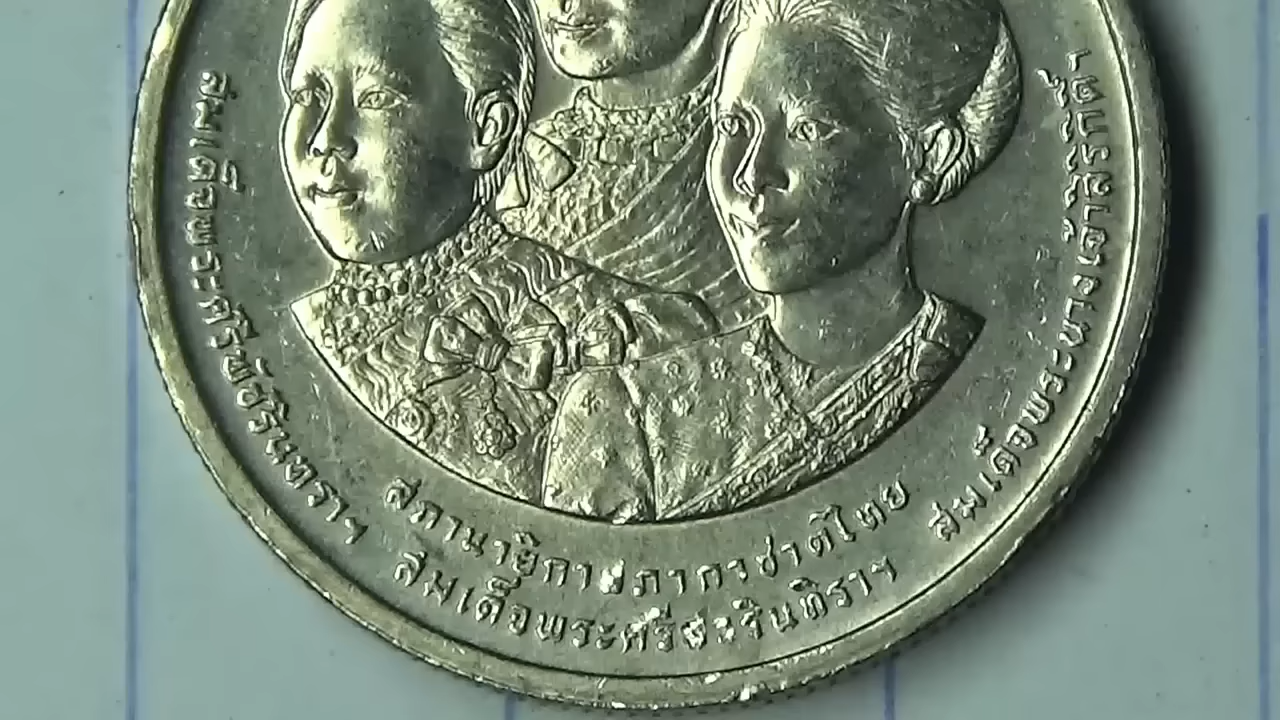 สภานายิกาสภากาชาดไทย
สมเด็จพระศรีพัชรินทราฯ สมเด็จพระศรีสวรินทิราฯ สมเด็จพระนางเจ้าสิริกิติ์ฯ